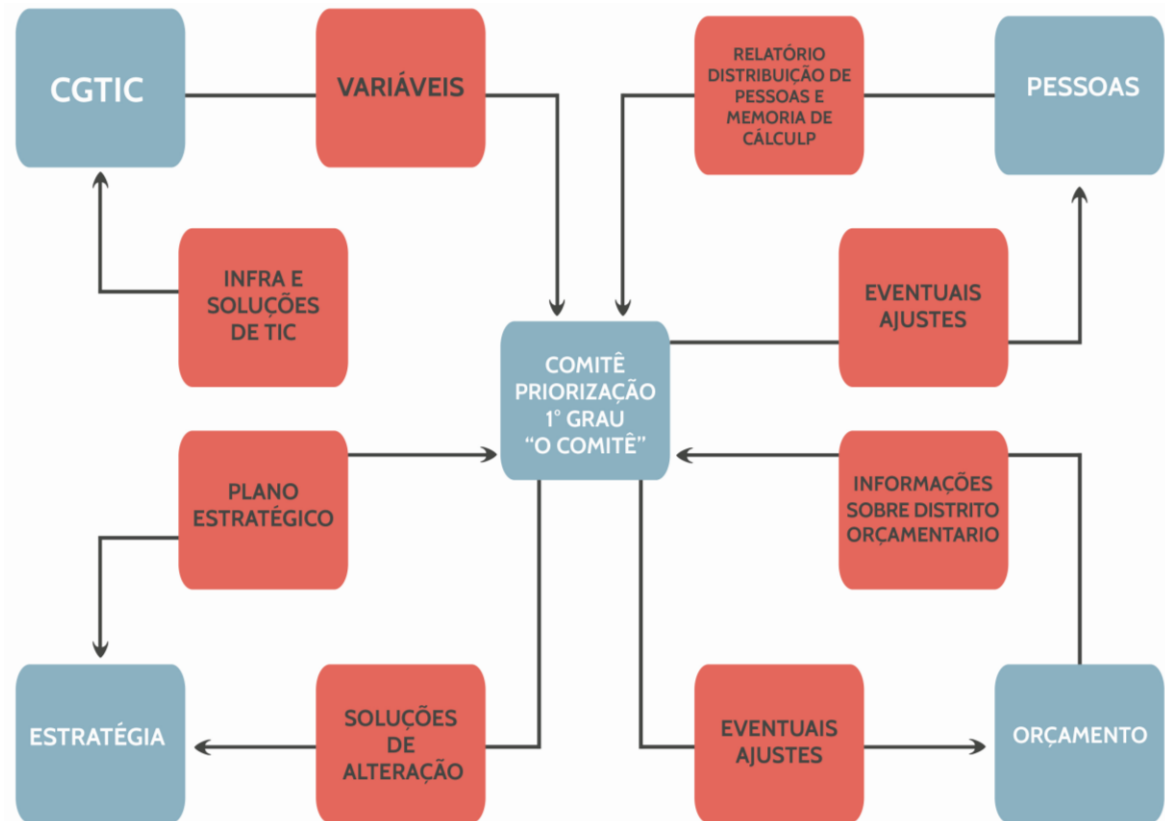 CGTIC
VARIÁVEIS
RELATÓRIO
DISTRIBUIÇÃO DE
PESSOAS E
MEMORIA DE
CÁLCULP
PESSOAS
INFRA E
SOLUÇÕES
DE TIC
EVENTUAIS
AJUSTES
COMITÊ
PRIORIZAÇÃO
1° GRAU
“O COMITÊ”
PLANO
ESTRATÉGICO
INFORMAÇÕES
SOBRE DISTRITO
ORÇAMENTARIO
ESTRATÉGIA
SOLUÇÕES
DE
ALTERAÇÃO
EVENTUAIS
AJUSTES
ORÇAMENTO